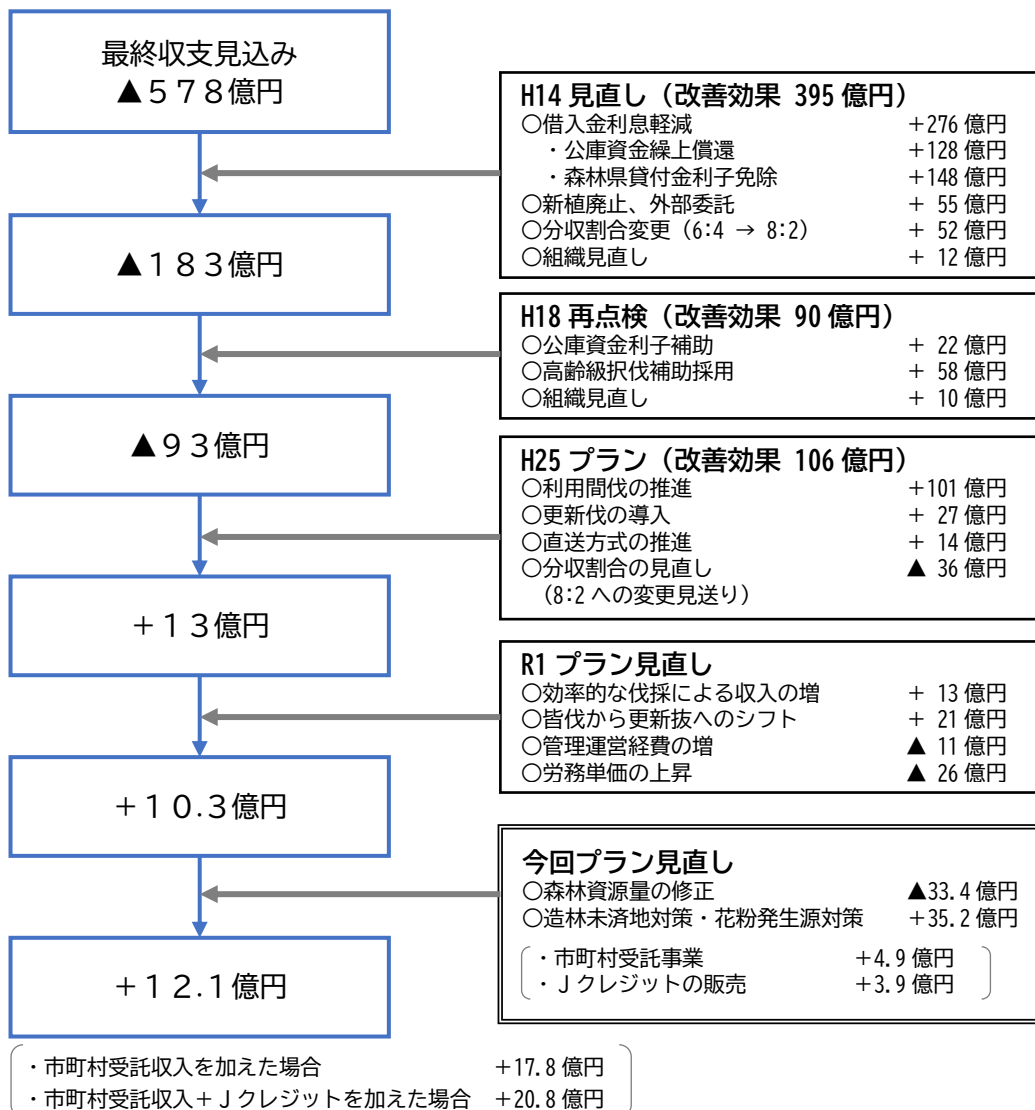 最終収支見込み
▲578億円
H14 見直し（改善効果 395 億円）
○借入金利息軽減 ＋276 億円
・公庫資金繰上償還 ＋128 億円
・森林県貸付金利子免除 ＋148 億円
○新植廃止、外部委託 ＋ 55 億円
○分収割合変更（6:4 → 8:2） ＋ 52 億円
○組織見直し ＋ 12 億円
▲183億円
H18 再点検（改善効果 90 億円）
○公庫資金利子補助 ＋ 22 億円
○高齢級択伐補助採用 ＋ 58 億円
○組織見直し ＋ 10 億円
▲93億円
H25 プラン（改善効果 106 億円）
○利用間伐の推進 ＋101 億円
○更新伐の導入 ＋ 27 億円
○直送方式の推進 ＋ 14 億円
○分収割合の見直し ▲ 36 億円
（8:2 への変更見送り）
＋13億円
R1 プラン見直し
○効率的な伐採による収入の増 ＋ 13 億円
○皆伐から更新抜へのシフト ＋ 21 億円
○管理運営経費の増 ▲ 11 億円
○労務単価の上昇 ▲ 26 億円
＋10.3億円
今回プラン見直し
○森林資源量の修正 ▲33.4 億円
○造林未済地対策・花粉発生源対策 ＋35.2 億円
・市町村受託事業 ＋4.9 億円
・Ｊクレジットの販売 ＋3.9 億円
＋12.1億円
・市町村受託収入を加えた場合 ＋17.8 億円
・市町村受託収入＋Ｊクレジットを加えた場合 ＋20.8 億円